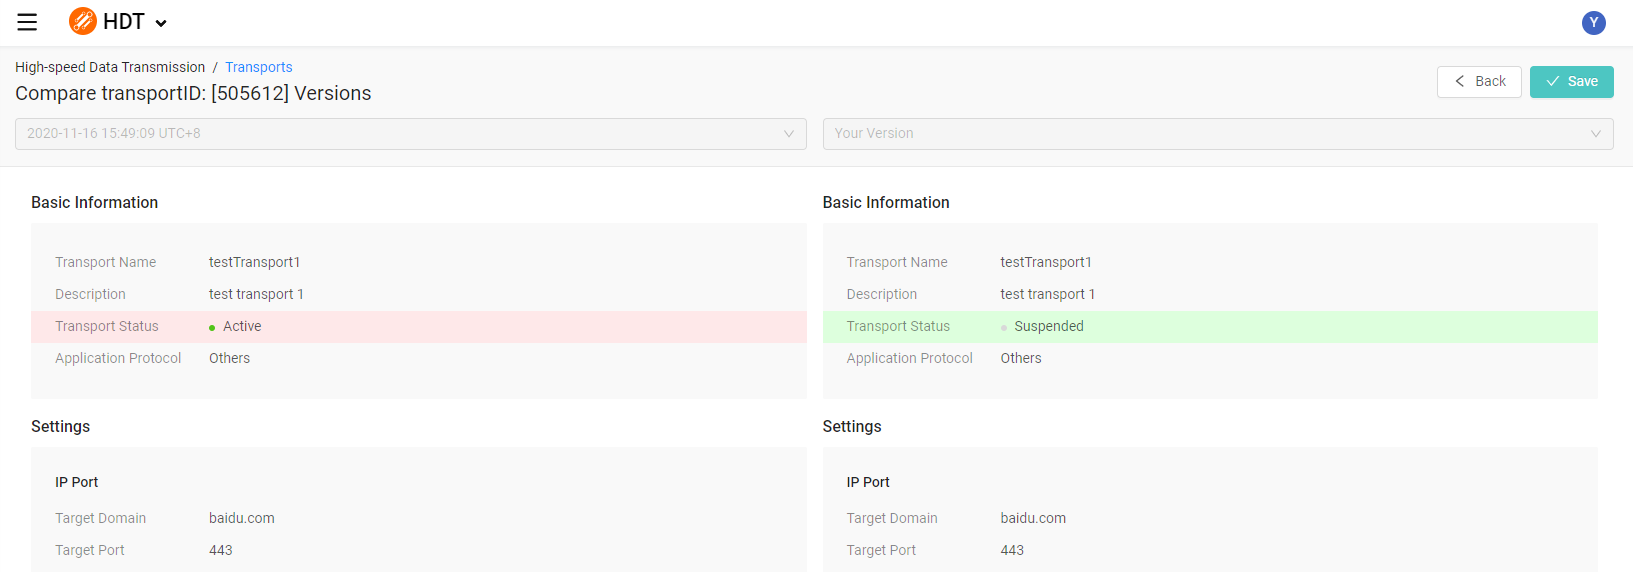 HDT
Y
High-speed Data Transmission / Transports
Compare transportID: [505612] Versions
Back
Save
2020-11-16 15:49:09 UTC+8
Your Version
Basic Information
Transport Name testTransport1
Description test transport 1
Transport Status Active
Application Protocol Others
Settings
IP Port
Target Domain baidu.com
Target Port 443
Basic Information
Transport Name testTransport1
Description test transport 1
Transport Status Suspended
Application Protocol Others
Settings
IP Port
Target Domain baidu.com
Target Port 443